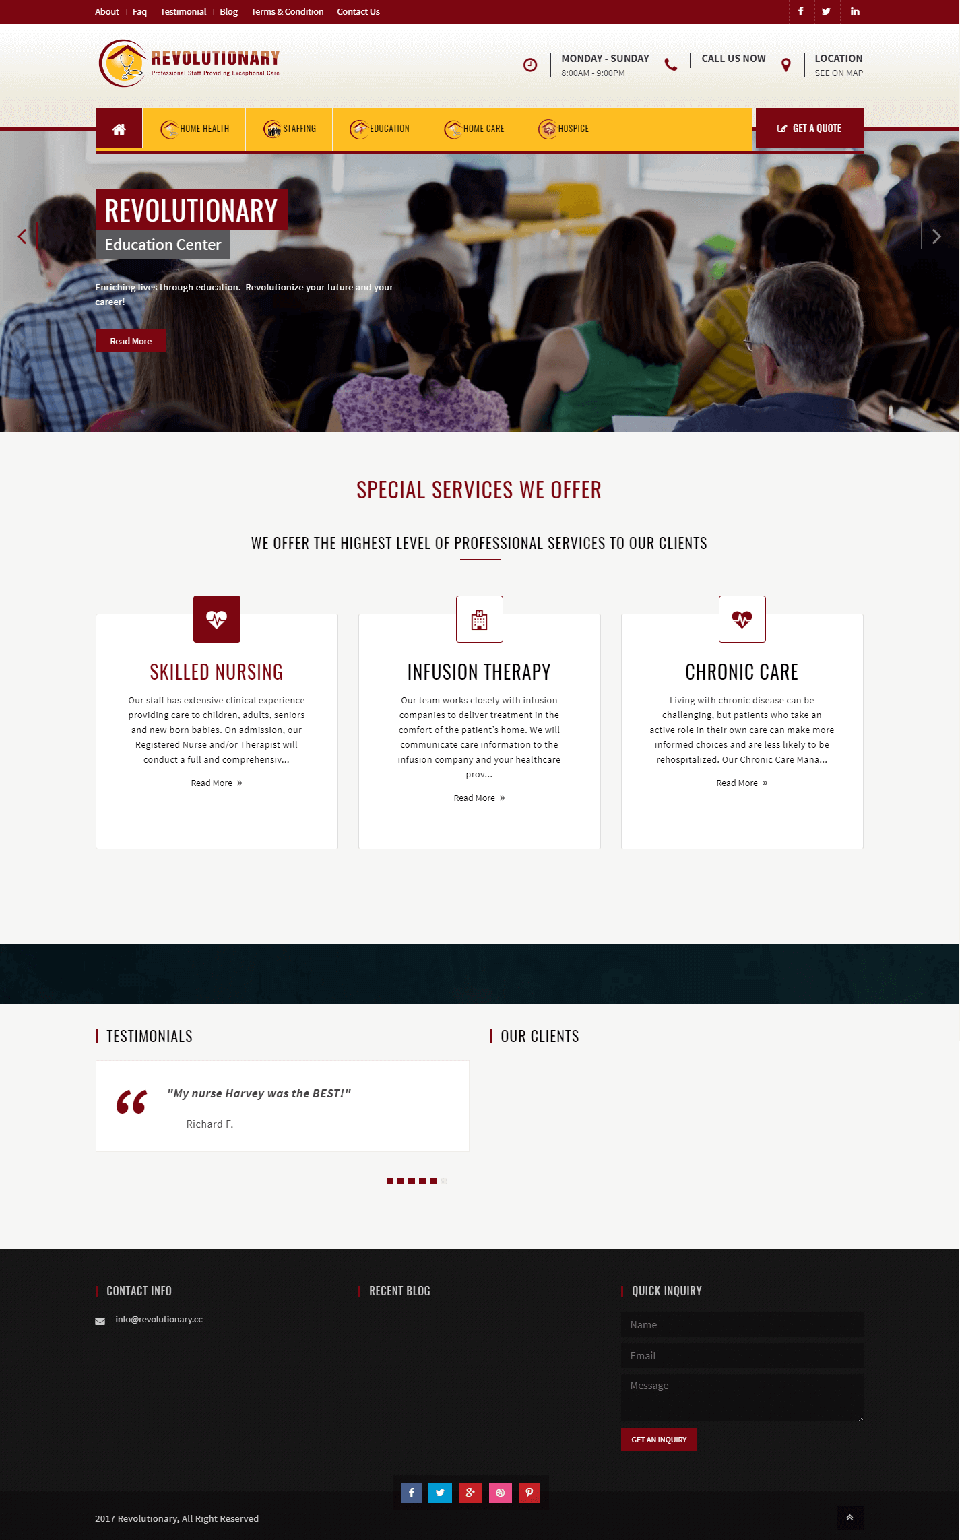 About Faq Testimonial Blog Terms & Condition Contact Us
REVOLUTIONARY
Professional Staff Providing Exceptional Care
MONDAY - SUNDAY
8:00AM - 9:00PM
CALL US NOW
LOCATION
SEE ON MAP
HOME HEALTH STAFFING EDUCATION HOME CARE HOSPICE
GET A QUOTE
REVOLUTIONARY
Education Center
Enriching lives through education. Revolutionize your future and your
career!
Read More
SPECIAL SERVICES WE OFFER
WE OFFER THE HIGHEST LEVEL OF PROFESSIONAL SERVICES TO OUR CLIENTS
SKILLED NURSING
Our staff has extensive clinical experience
providing care to children, adults, seniors
and new born babies. On admission, our
Registered Nurse and/or Therapist will
conduct a full and comprehensiv...
Read More »
INFUSION THERAPY
Our team works closely with infusion
companies to deliver treatment in the
comfort of the patient's home. We will
communicate care information to the
infusion company and your healthcare
prov...
Read More »
CHRONIC CARE
Living with chronic disease can be
challenging, but patients who take an
active role in their own care can make more
informed choices and are less likely to be
rehospitalized. Our Chronic Care Mana...
Read More »
TESTIMONIALS
"My nurse Harvey was the BEST!"
Richard F.
OUR CLIENTS
CONTACT INFO
info@revolutionary.cc
RECENT BLOG
QUICK INQUIRY
Name
Email
Message
GET AN INQUIRY
2017 Revolutionary, All Right Reserved